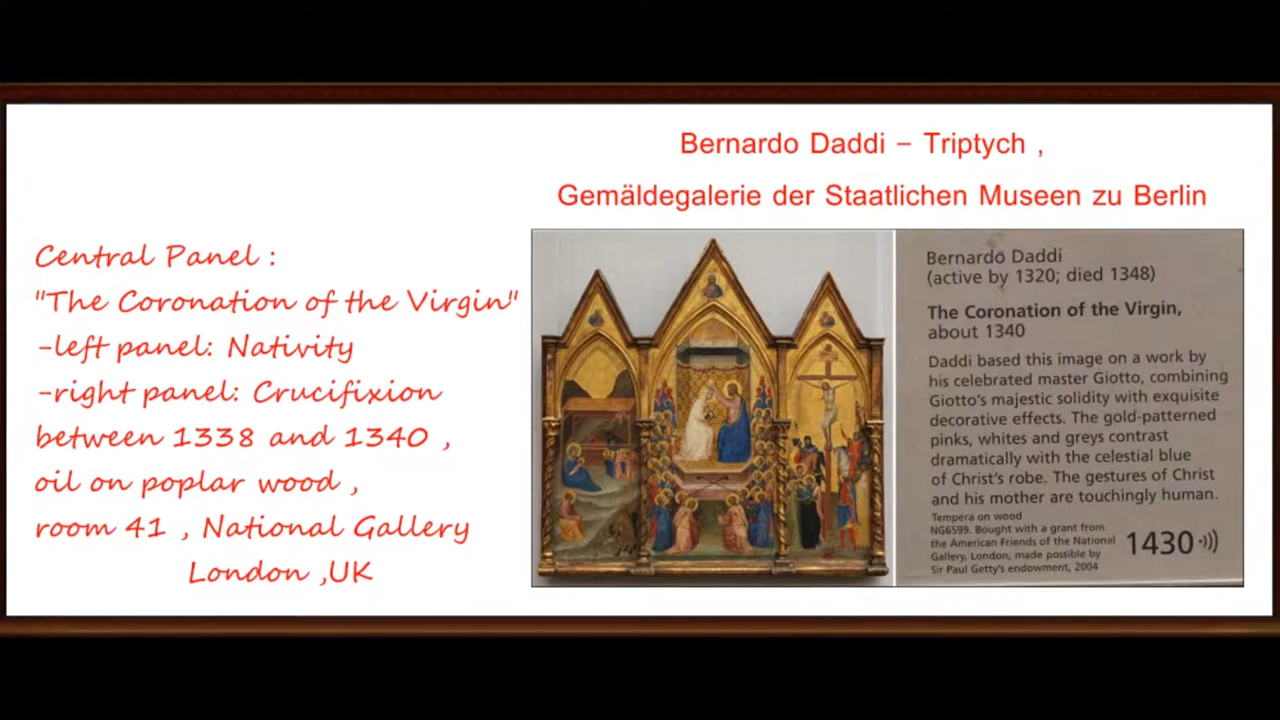 Bernardo Daddi – Triptych ,
Gemäldegalerie der Staatlichen Museen zu Berlin
Central Panel :
"The Coronation of the Virgin"
-left panel: Nativity
-right panel: Crucifixion
between 1338 and 1340 ,
oil on poplar wood ,
room 41 , National Gallery
London ,UK
Bernardo Daddi
(active by 1320; died 1348)
The Coronation of the Virgin,
about 1340
Daddi based this image on a work by
his celebrated master Giotto, combining
Giotto's majestic solidity with exquisite
decorative effects. The gold-patterned
pinks, whites and greys contrast
dramatically with the celestial blue
of Christ's robe. The gestures of Christ
and his mother are touchingly human.
Tempera on wood
NG6599. Bought with a grant from
the American Friends of the National
Gallery, London, made possible by
Sir Paul Getty's endowment, 2004
1430